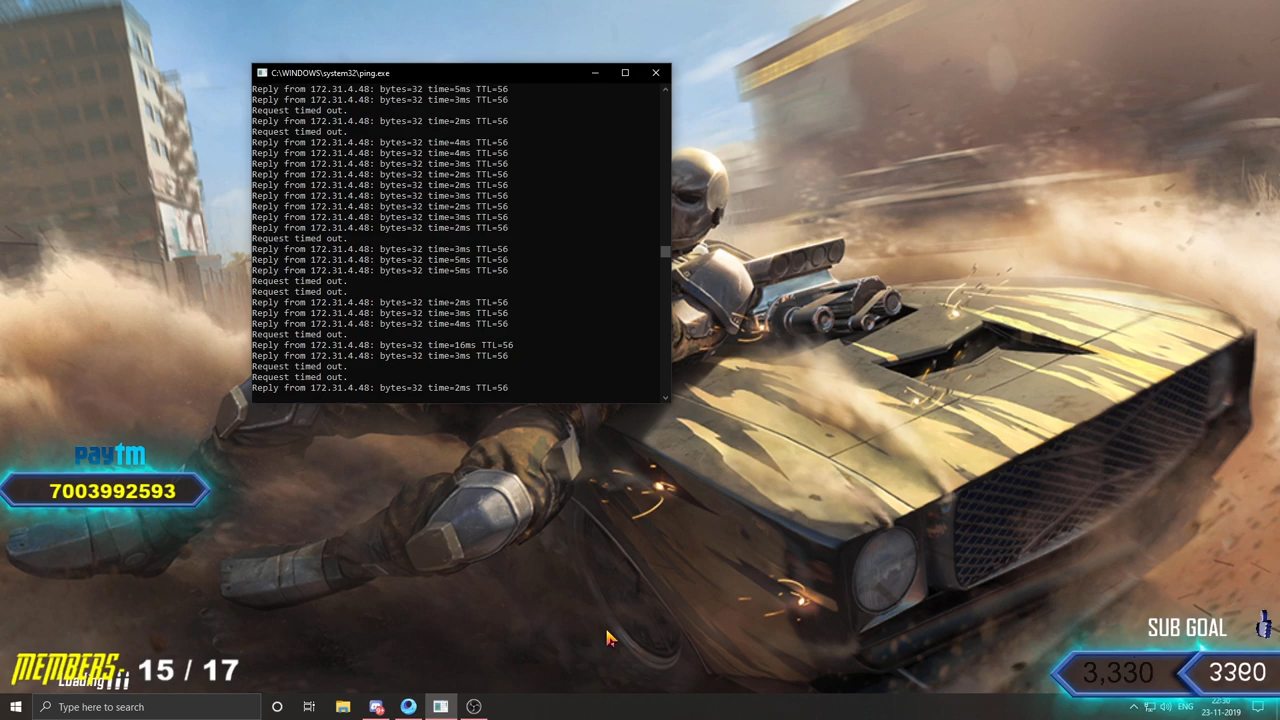 C:\WINDOWS\system32\ping.exe
Reply from 172.31.4.48: bytes=32 time=5ms TTL=56
Reply from 172.31.4.48: bytes=32 time=3ms TTL=56
Request timed out.
Reply from 172.31.4.48: bytes=32 time=2ms TTL=56
Request timed out.
Reply from 172.31.4.48: bytes=32 time=4ms TTL=56
Reply from 172.31.4.48: bytes=32 time=4ms TTL=56
Reply from 172.31.4.48: bytes=32 time=3ms TTL=56
Reply from 172.31.4.48: bytes=32 time=2ms TTL=56
Reply from 172.31.4.48: bytes=32 time=2ms TTL=56
Reply from 172.31.4.48: bytes=32 time=3ms TTL=56
Reply from 172.31.4.48: bytes=32 time=2ms TTL=56
Reply from 172.31.4.48: bytes=32 time=3ms TTL=56
Reply from 172.31.4.48: bytes=32 time=2ms TTL=56
Request timed out.
Reply from 172.31.4.48: bytes=32 time=3ms TTL=56
Reply from 172.31.4.48: bytes=32 time=5ms TTL=56
Reply from 172.31.4.48: bytes=32 time=5ms TTL=56
Request timed out.
Request timed out.
Reply from 172.31.4.48: bytes=32 time=2ms TTL=56
Reply from 172.31.4.48: bytes=32 time=3ms TTL=56
Reply from 172.31.4.48: bytes=32 time=4ms TTL=56
Request timed out.
Reply from 172.31.4.48: bytes=32 time=16ms TTL=56
Reply from 172.31.4.48: bytes=32 time=3ms TTL=56
Request timed out.
Request timed out.
Reply from 172.31.4.48: bytes=32 time=2ms TTL=56
paytm
7003992593
SUB GOAL
3,330 3380
MEMBERS 15 / 17
Loading
Type here to search
ENG
22:30
23-11-2019